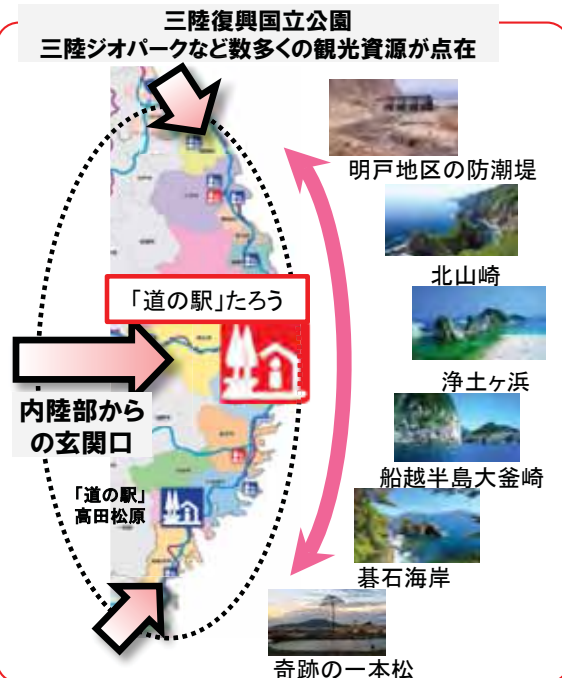 三陸復興国立公園
三陸ジオパークなど数多くの観光資源が点在
明戸地区の防潮堤
北山崎
「道の駅」たろう
浄土ヶ浜
内陸部から
の玄関口
船越半島大釜崎
「道の駅」
高田松原
碁石海岸
奇跡の一本松